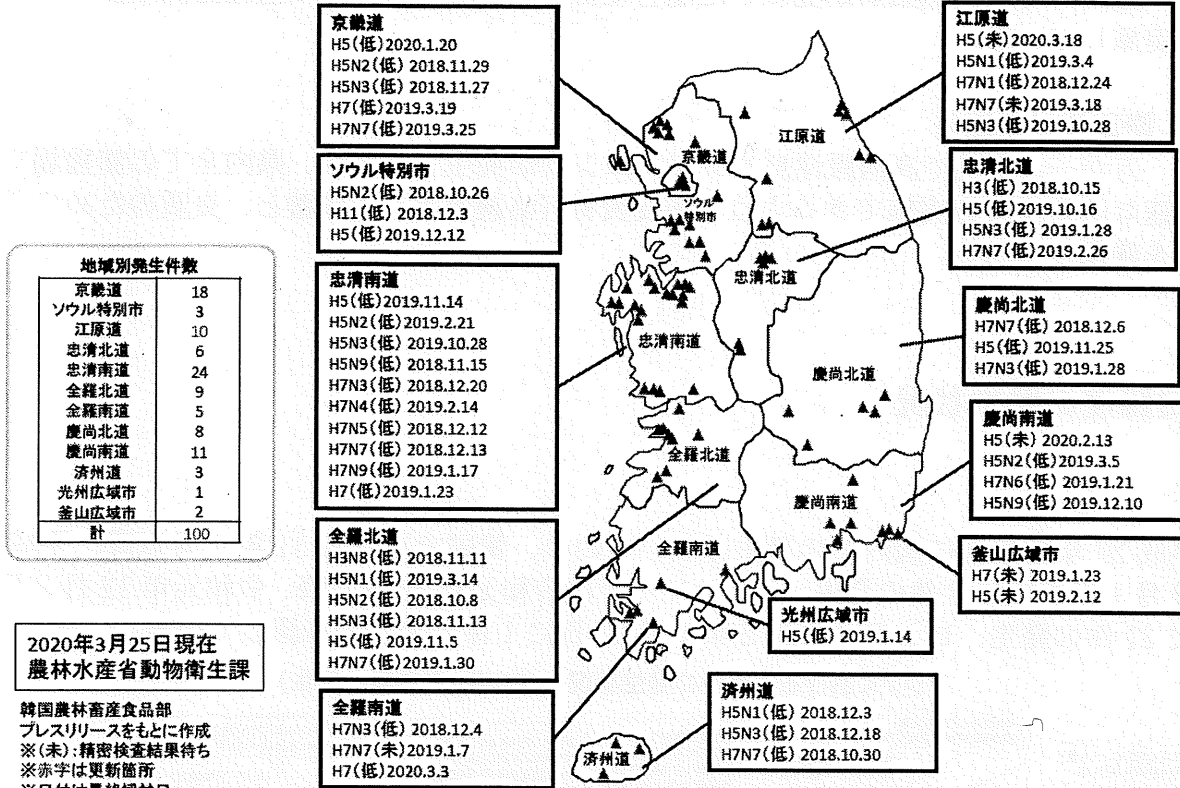 京畿道
H5(低)2020.1.20
H5N2(低) 2018.11.29
H5N3(低) 2018.11.27
H7(低)2019.3.19
H7N7(低)2019.3.25
ソウル特別市
H5N2(低) 2018.10.26
H11(低) 2018.12.3
H5(低)2019.12.12
忠清南道
H5(低)2019.11.14
H5N2(低)2019.2.21
H5N3(低)2019.10.28
H5N9(低) 2018.11.15
H7N3(低) 2018.12.20
H7N4(低) 2019.2.14
H7N5(低) 2018.12.12
H7N7(低) 2018.12.13
H7N9(低) 2019.1.17
H7(低)2019.1.23
全羅北道
H3N8(低) 2018.11.11
H5N1(低) 2019.3.14
H5N2(低) 2018.10.8
H5N3(低) 2018.11.13
H5(低)2019.11.5
H7N7(低)2019.1.30
全羅南道
H7N3(低) 2018.12.4
H7N7(未)2019.1.7
H7(低)2020.3.3
江原道
H5(未)2020.3.18
H5N1(低)2019.3.4
H7N1(低) 2018.12.24
H7N7(未)2019.3.18
H5N3(低)2019.10.28
忠清北道
H3(低) 2018.10.15
H5(低)2019.10.16
H5N3(低)2019.1.28
H7N7(低)2019.2.26
慶尚北道
H7N7(低) 2018.12.6
H5(低)2019.11.25
H7N3(低) 2019.1.28
慶尚南道
H5(未) 2020.2.13
H5N2(低)2019.3.5
H7N6(低) 2019.1.21
H5N9(低) 2019.12.10
釜山広域市
H7(未) 2019.1.23
H5(未) 2019.2.12
光州広域市
H5(低) 2019.1.14
済州道
H5N1(低) 2018.12.3
H5N3(低) 2018.12.18
H7N7(低) 2018.10.30
京畿道
江原道
ソウル
特別市
忠清北道
忠清南道
慶尚北道
全羅北道
慶尚南道
全羅南道
済州道
地域別発生件数
京畿道 18
ソウル特別市 3
江原道 10
忠清北道 6
忠清南道 24
全羅北道 9
全羅南道 5
慶尚北道 8
慶尚南道 11
済州道 3
光州広域市 1
釜山広域市 2
計 100
2020年3月25日現在
農林水産省動物衛生課
韓国農林畜産食品部
プレスリリースをもとに作成
※(未):精密検査結果待ち
※赤字は更新箇所